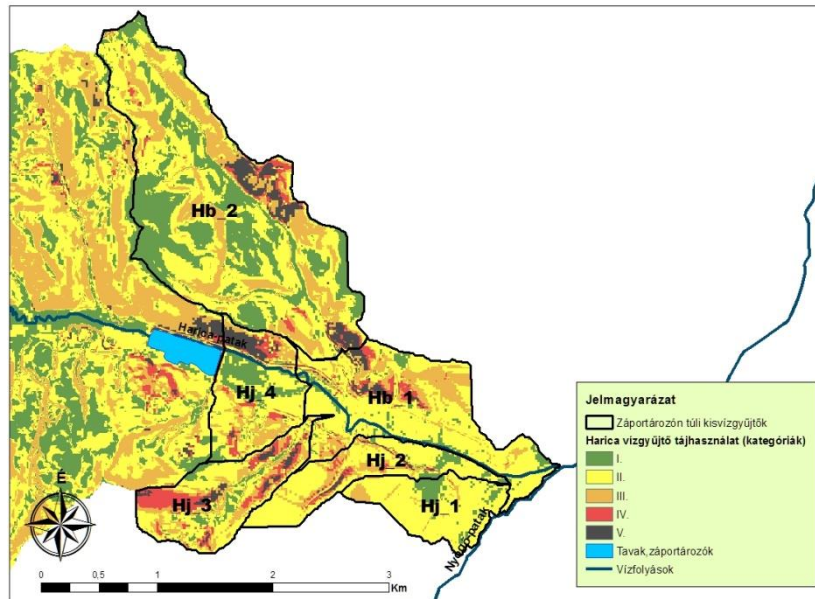 Hb_2
Harica-patak
Hj_4
Hb_1
Hj_2
Hj_3
Hj_1
Nyögő-patak
É
0 0,5 1 2 3
Km
Jelmagyarázat
Záportározón túli kisvízgyűjtők
Harica vízgyűjtő tájhasználat (kategóriák)
I.
II.
III.
IV.
V.
Tavak,záportározók
Vízfolyások